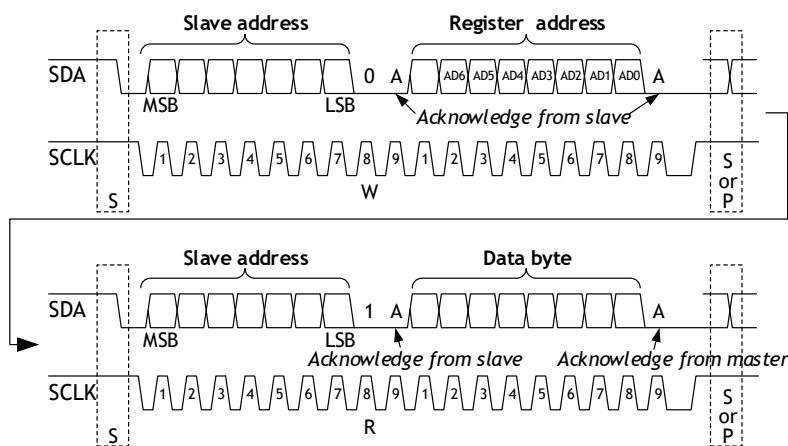 Slave address Register address
SDA 0 A AD6 AD5 AD4 AD3 AD2 AD1 AD0 A
MSB LSB Acknowledge from slave
SCLK 1 2 3 4 5 6 7 8 9 1 2 3 4 5 6 7 8 9 S
or
S W P
Slave address Data byte
SDA 1 A A
MSB LSB
Acknowledge from slave Acknowledge from master
SCLK 1 2 3 4 5 6 7 8 9 1 2 3 4 5 6 7 8 9 S
or
S R P